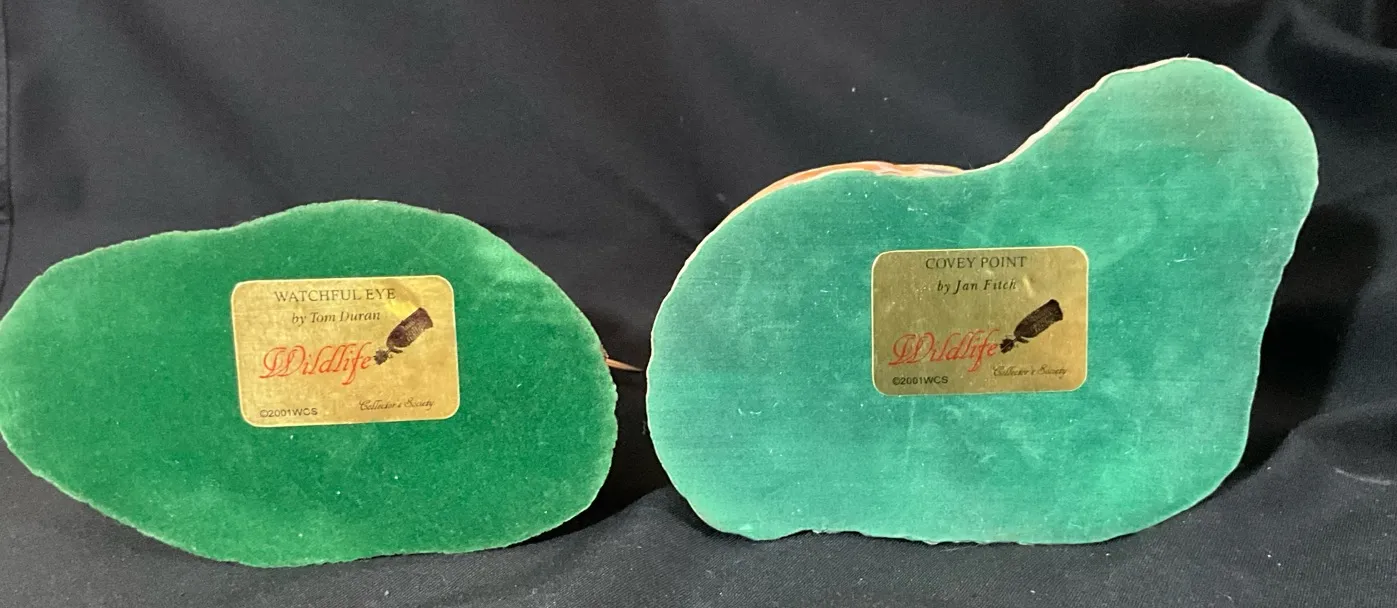 WATCHFUL EYE
by Tom Duran
Wildlife
Collector's Society
©2001WCS
COVEY POINT
by Jan Fitch
Wildlife
Collector's Society
©2001WCS